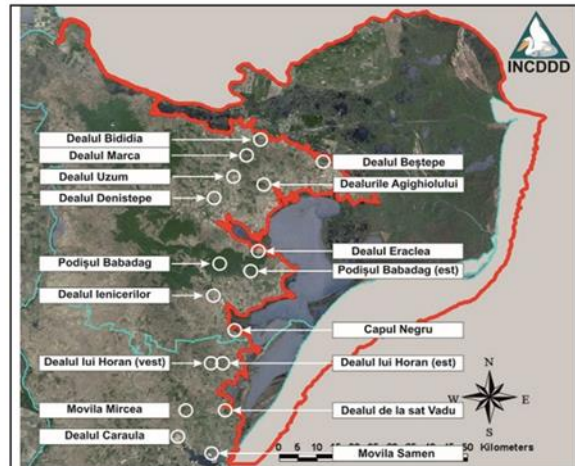 INCDDD
Dealul Bididia
Dealul Marca
Dealul Beştepe
Dealul Uzum
Dealurile Agighiolului
Dealul Denistepe
Dealul Eraclea
Podişul Babadag
Podişul Babadag (est)
Dealul Ienicerilor
Capul Negru
Dealul lui Horan (vest)
Dealul lui Horan (est)
N
W E
S
Movila Mircea
Dealul de la sat Vadu
Dealul Caraula
0 5 10 20 30 40 50
Kilometers
Movila Samen